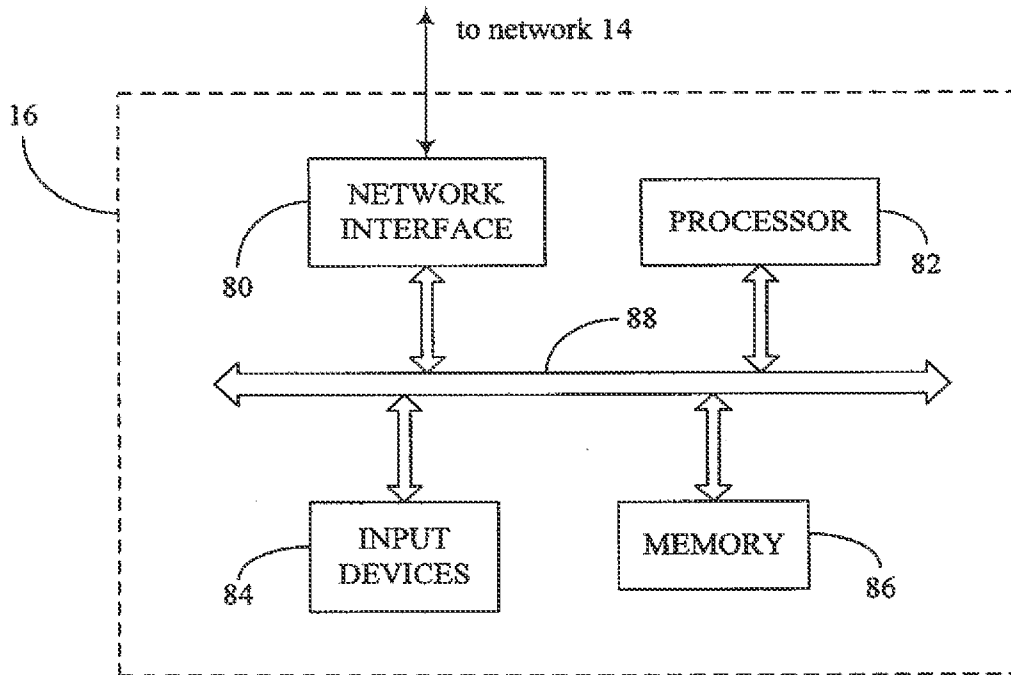 to network 14
16
NETWORK
INTERFACE
PROCESSOR
80
82
88
INPUT
DEVICES
MEMORY
84
86